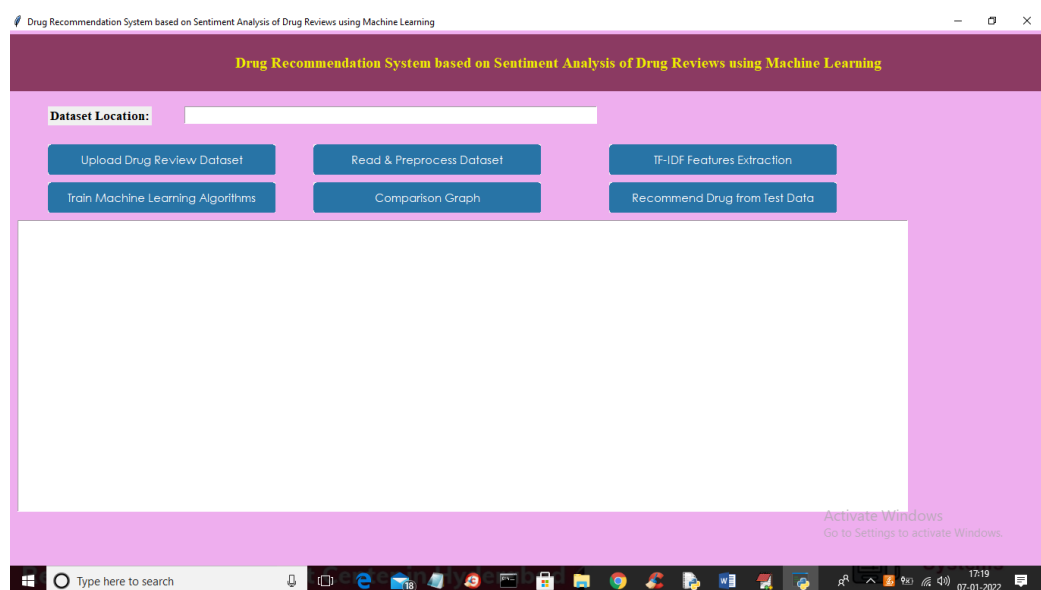 Drug Recommendation System based on Sentiment Analysis of Drug Reviews using Machine Learning
Drug Recommendation System based on Sentiment Analysis of Drug Reviews using Machine Learning
Dataset Location:
Upload Drug Review Dataset
Read & Preprocess Dataset
TF-IDF Features Extraction
Train Machine Learning Algorithms
Comparison Graph
Recommend Drug from Test Data
Activate Windows
Go to Settings to activate Windows.
Type here to search
18
17:19
07-01-2022